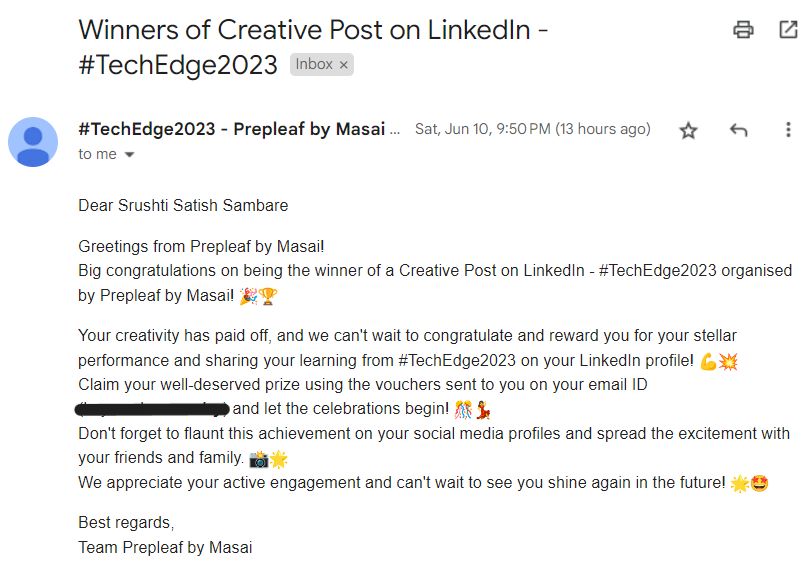 Winners of Creative Post on LinkedIn -
#TechEdge2023 Inbox ×
#TechEdge2023 - Prepleaf by Masai ... Sat, Jun 10, 9:50 PM (13 hours ago)
to me
Dear Srushti Satish Sambare
Greetings from Prepleaf by Masai!
Big congratulations on being the winner of a Creative Post on LinkedIn - #TechEdge2023 organised
by Prepleaf by Masai! 🎉🏆
Your creativity has paid off, and we can't wait to congratulate and reward you for your stellar
performance and sharing your learning from #TechEdge2023 on your LinkedIn profile! 💪💥
Claim your well-deserved prize using the vouchers sent to you on your email ID
and let the celebrations begin! 🎊💃
Don't forget to flaunt this achievement on your social media profiles and spread the excitement with
your friends and family. 📸🌟
We appreciate your active engagement and can't wait to see you shine again in the future! 🌟🤩
Best regards,
Team Prepleaf by Masai